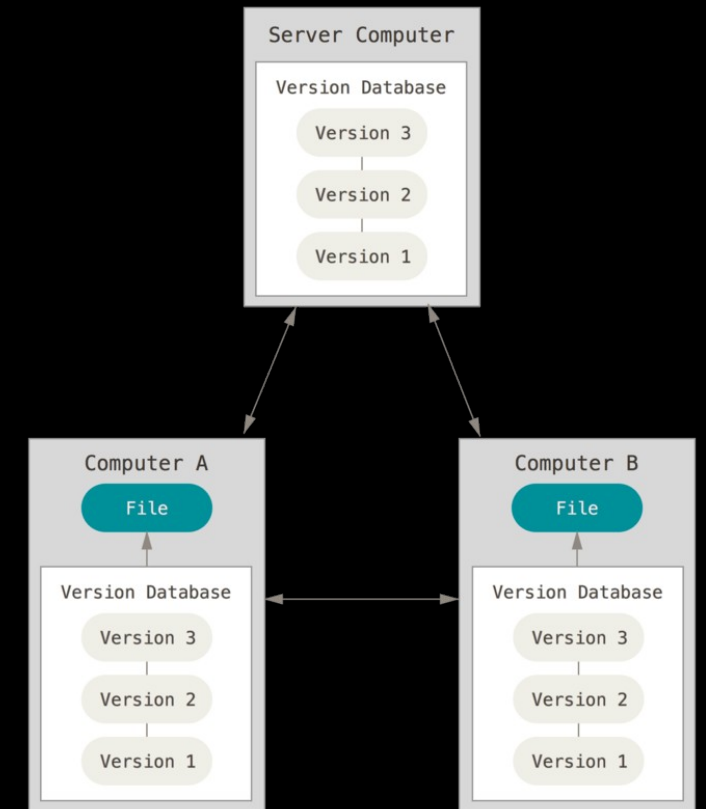 Server Computer
Version Database
Version 3
Version 2
Version 1
Computer A
File
Version Database
Version 3
Version 2
Version 1
Computer B
File
Version Database
Version 3
Version 2
Version 1